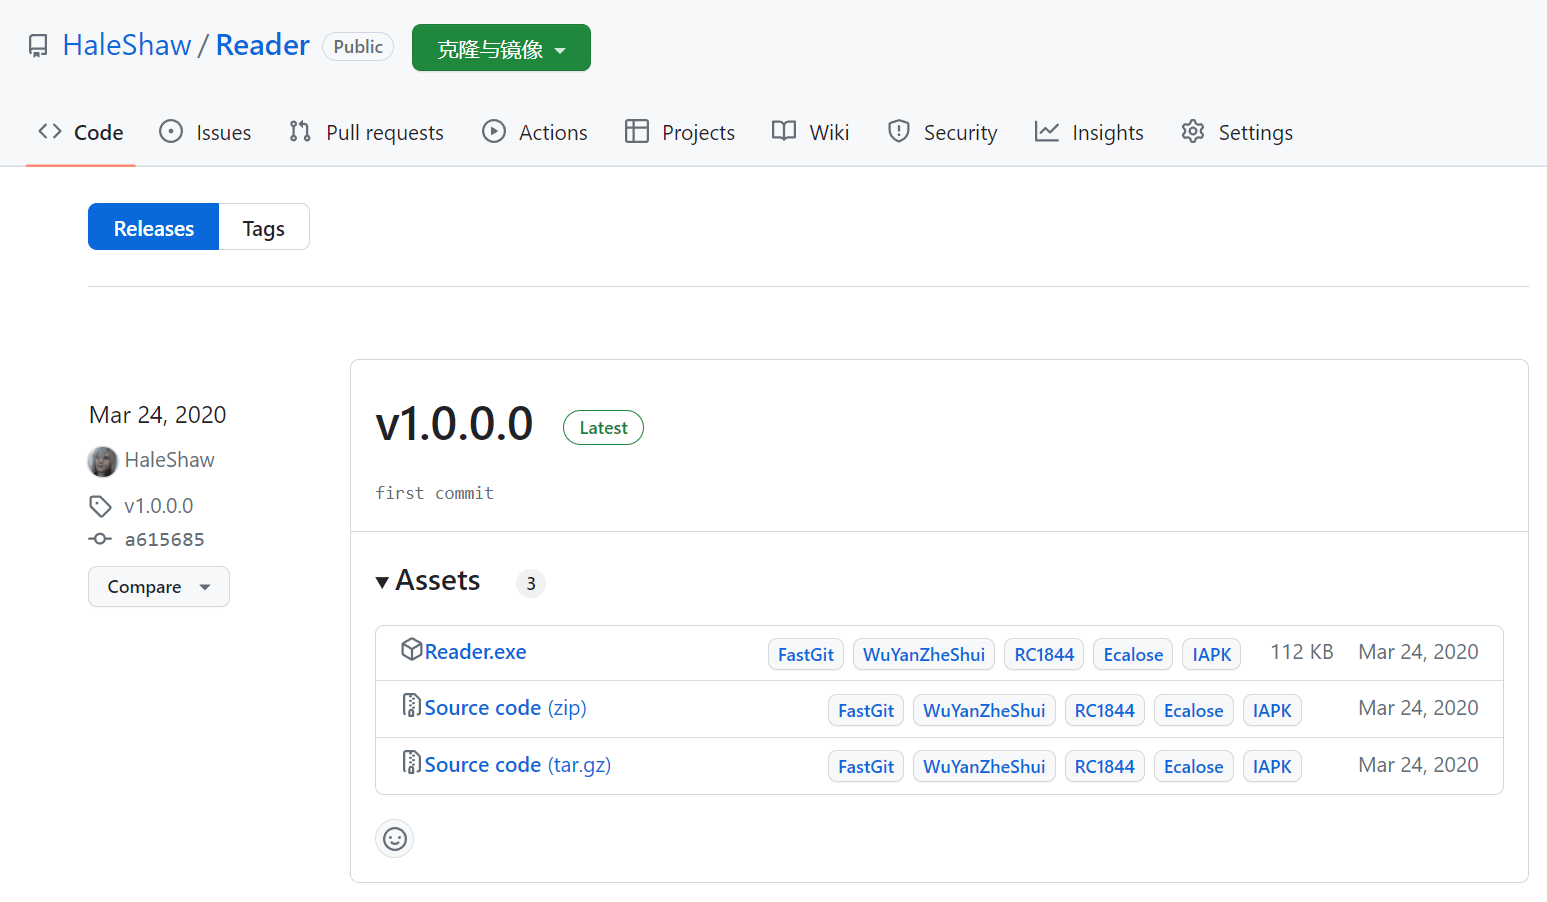 HaleShaw / Reader Public 克隆与镜像
Code Issues Pull requests Actions Projects Wiki Security Insights Settings
Releases Tags
Mar 24, 2020
HaleShaw
v1.0.0.0
a615685
Compare
v1.0.0.0 Latest
first commit
Assets 3
Reader.exe FastGit WuYanZheShui RC1844 Ecalose IAPK 112 KB Mar 24, 2020
Source code (zip) FastGit WuYanZheShui RC1844 Ecalose IAPK Mar 24, 2020
Source code (tar.gz) FastGit WuYanZheShui RC1844 Ecalose IAPK Mar 24, 2020